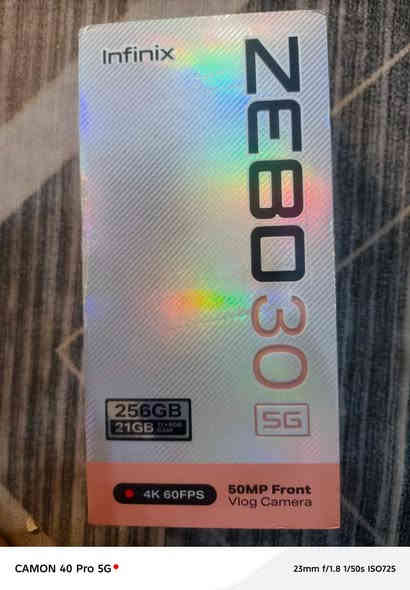 Infinix
ZERO 30
5G
256GB
21GB
4K 60FPS
50MP Front
Vlog Camera
CAMON 40 Pro 5G
23mm f/1.8 1/50s ISO725